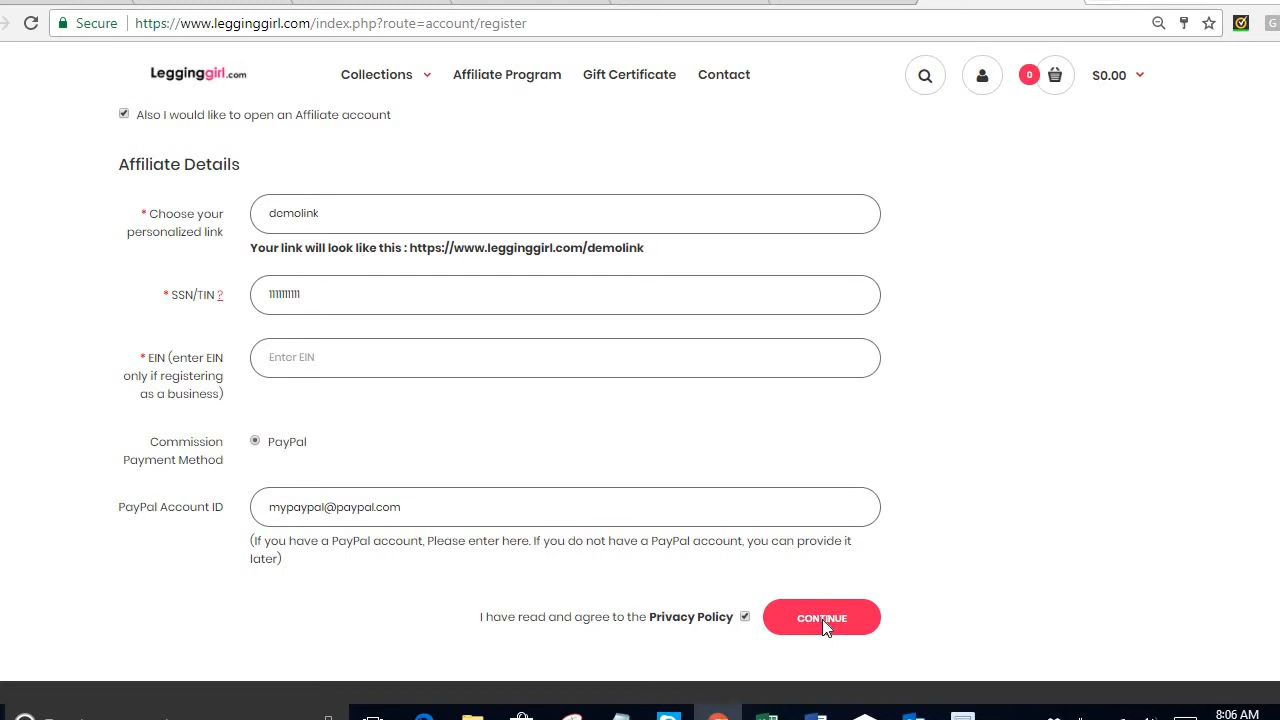 Secure https://www.legginggirl.com/index.php?route=account/register
Legginggirl.com Collections Affiliate Program Gift Certificate Contact 0 $0.00
Also I would like to open an Affiliate account
Affiliate Details
* Choose your personalized link
demolink
Your link will look like this : https://www.legginggirl.com/demolink
* SSN/TIN ?
* EIN (enter EIN
only if registering
as a business)
Enter EIN
Commission
Payment Method
PayPal
PayPal Account ID
mypaypal@paypal.com
(If you have a PayPal account, Please enter here. If you do not have a PayPal account, you can provide it
later)
I have read and agree to the Privacy Policy
CONTINUE
8:06 AM